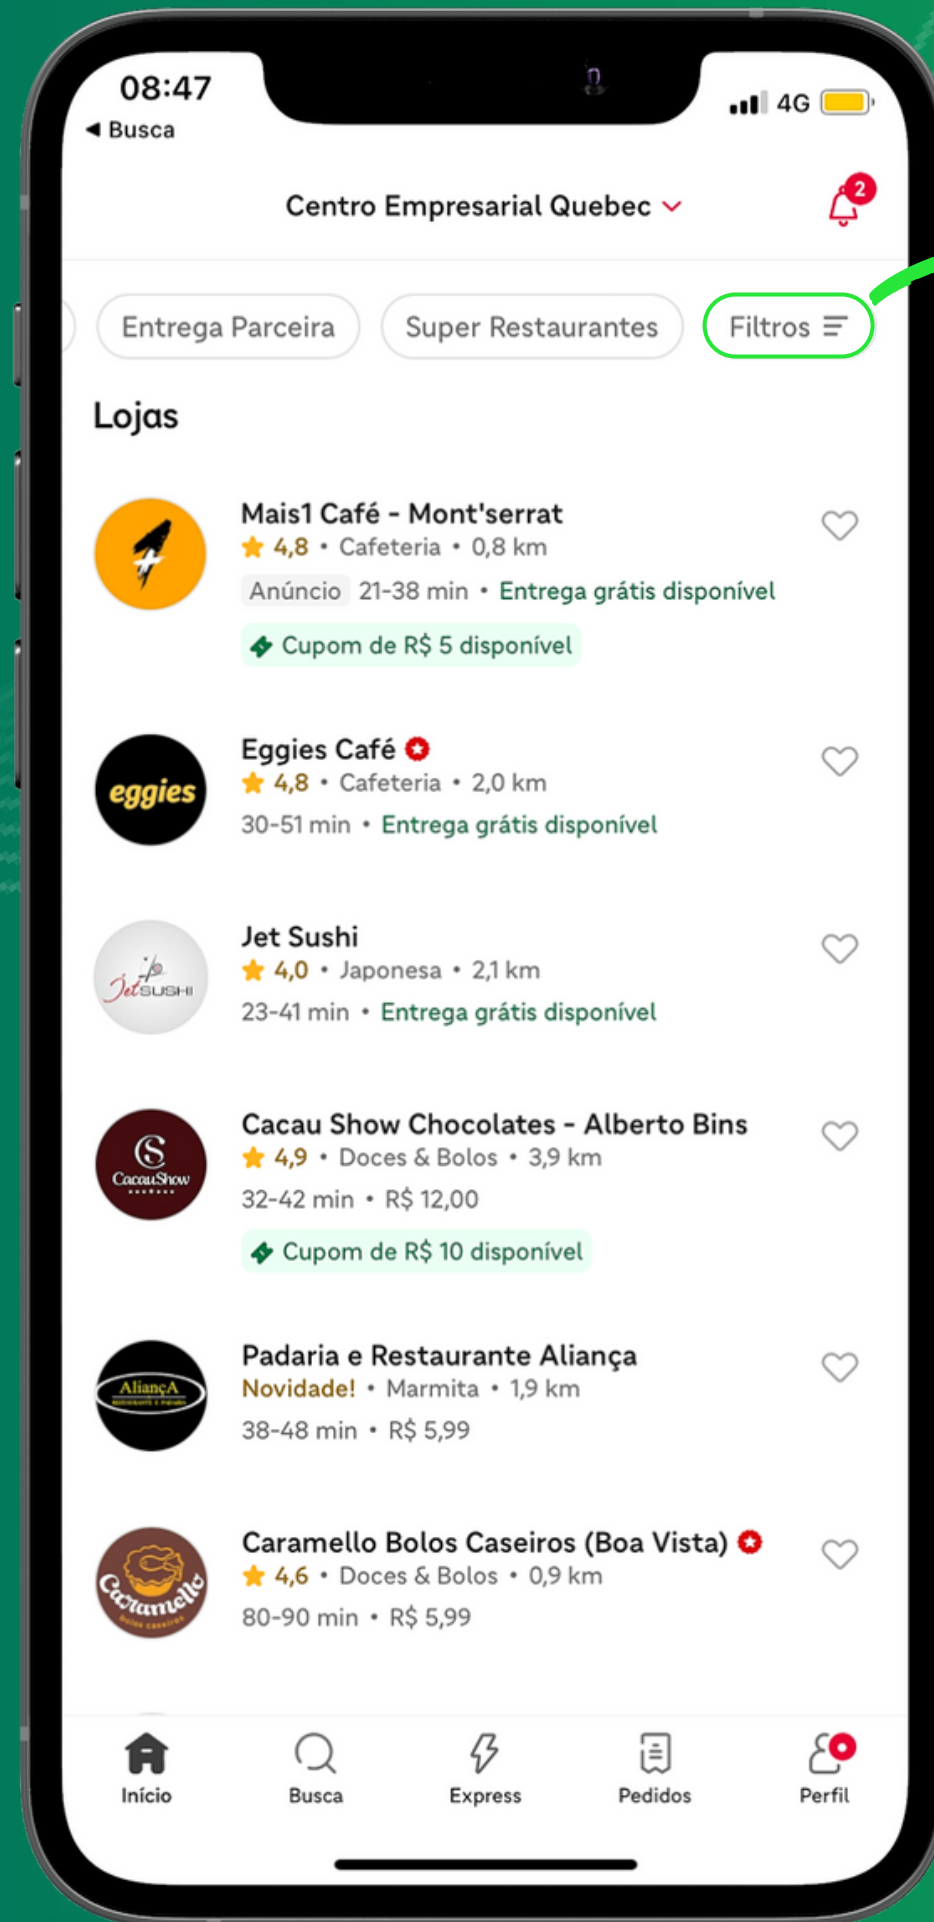 08:47
4G
Busca
Centro Empresarial Quebec
2
Entrega Parceira
Super Restaurantes
Filtros
Lojas
Mais1 Café - Mont'serrat
4,8 • Cafeteria • 0,8 km
Anúncio 21-38 min • Entrega grátis disponível
Cupom de R$ 5 disponível
eggies
Eggies Café
4,8 • Cafeteria • 2,0 km
30-51 min • Entrega grátis disponível
JetSUSHI
Jet Sushi
4,0 • Japonesa • 2,1 km
23-41 min • Entrega grátis disponível
CacauShow
Cacau Show Chocolates - Alberto Bins
4,9 • Doces & Bolos • 3,9 km
32-42 min • R$ 12,00
Cupom de R$ 10 disponível
AliançA
RESTAURANTE E PADARIA
Padaria e Restaurante Aliança
Novidade! • Marmita • 1,9 km
38-48 min • R$ 5,99
Caramello
bolos caseiros
Caramello Bolos Caseiros (Boa Vista)
4,6 • Doces & Bolos • 0,9 km
80-90 min • R$ 5,99
Início
Busca
Express
Pedidos
Perfil